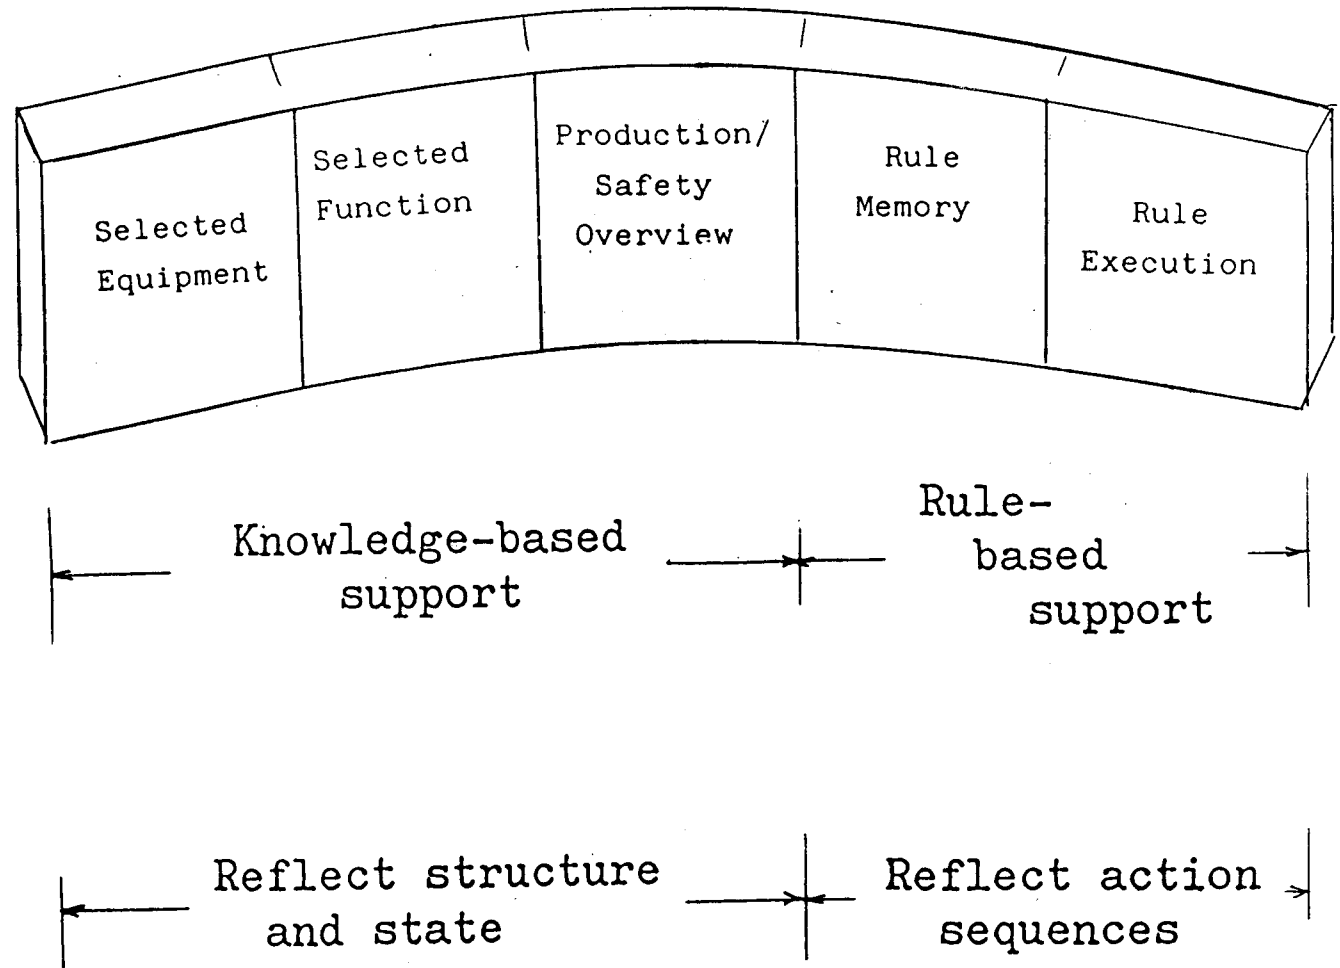 Selected
Equipment
Selected
Function
Production/
Safety
Overview
Rule
Memory
Rule
Execution
Knowledge-based
support
Rule-
based
support
Reflect structure
and state
Reflect action
sequences